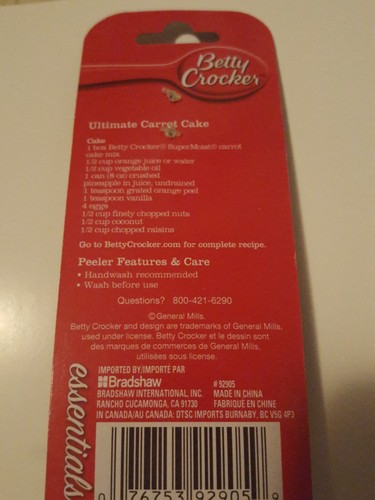 Betty
Crocker
Ultimate Carrot Cake
Cake
1 box Betty Crocker® SuperMoist® carrot
cake mix
1/2 cup orange juice or water
1/2 cup vegetable oil
1 can (8 oz) crushed
pineapple in juice, undrained
1 teaspoon grated orange peel
1 teaspoon vanilla
4 eggs
1/2 cup finely chopped nuts
1/2 cup coconut
1/2 cup chopped raisins
Go to BettyCrocker.com for complete recipe.
Peeler Features & Care
• Handwash recommended
• Wash before use
Questions? 800-421-6290
©General Mills.
Betty Crocker and design are trademarks of General Mills,
used under license. Betty Crocker et le dessin sont
des marques de commerces de General Mills,
utilisées sous license.
IMPORTED BY/IMPORTÉ PAR
Bradshaw # 92905
BRADSHAW INTERNATIONAL, INC. MADE IN CHINA
RANCHO CUCAMONGA, CA 91730 FABRIQUÉ EN CHINE
IN CANADA/AU CANADA: DTSC IMPORTS BURNABY, BC V5G 4P3
essentials
0 76753 92905 9